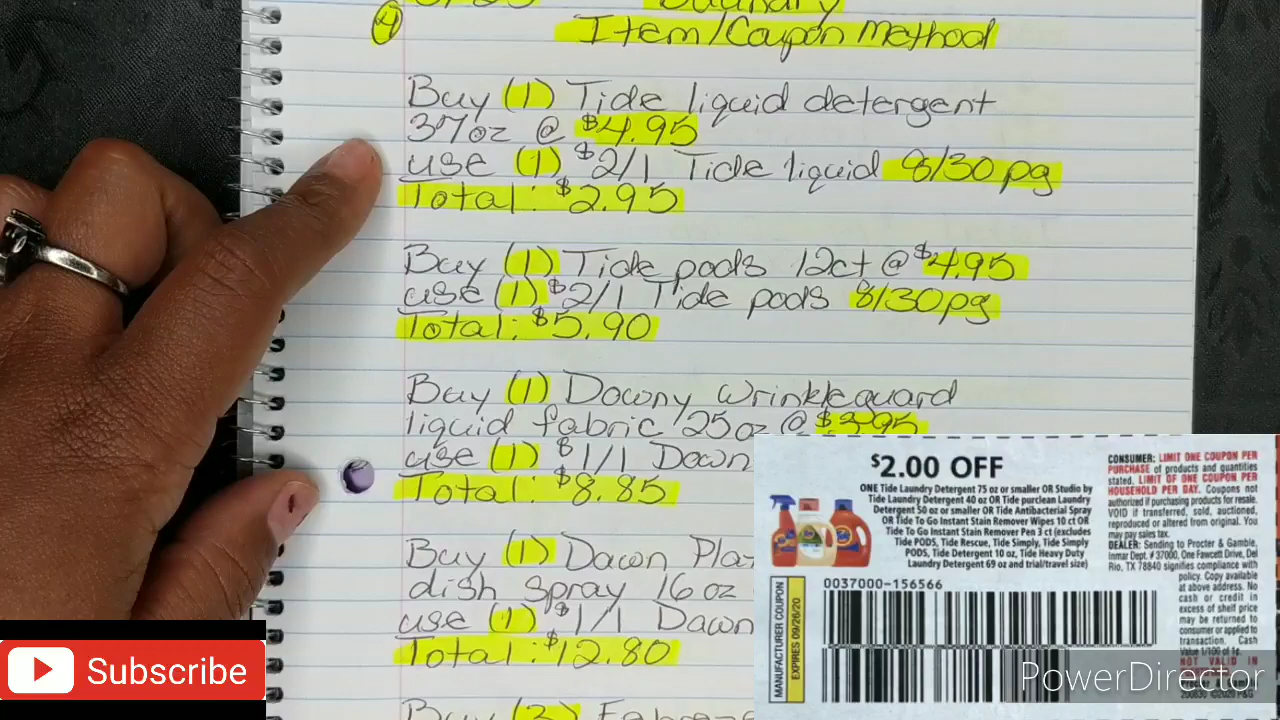 4
Laundry
Item/Coupon Method
Buy (1) Tide liquid detergent
37oz @ $4.95
use (1) $2/1 Tide liquid 8/30 pg
Total: $2.95
Buy (1) Tide pods 12ct @ $4.95
use (1) $2/1 Tide pods 8/30 pg
Total: $5.90
Buy (1) Downy Wrinkleguard
liquid fabric 25oz @ $3.95
use (1) $1/1 Down
Total: $8.85
Buy (1) Dawn Pla
dish spray 16oz
use (1) $1/1 Dawn
Total: $12.80
Buy (3)
$2.00 OFF
ONE Tide Laundry Detergent 75 oz or smaller OR Studio by
Tide Laundry Detergent 40 oz OR Tide purclean Laundry
Detergent 50 oz or smaller OR Tide Antibacterial Spray
OR Tide To Go Instant Stain Remover Wipes 10 ct OR
Tide To Go Instant Stain Remover Pen 3 ct (excludes
Tide PODS, Tide Rescue, Tide Simply, Tide Simply
PODS, Tide Detergent 10 oz, Tide Heavy Duty
Laundry Detergent 69 oz and trial/travel size)
CONSUMER: LIMIT ONE COUPON PER
PURCHASE of products and quantities
stated. LIMIT OF ONE COUPON PER
HOUSEHOLD PER DAY. Coupons not
authorized if purchasing products for resale.
VOID if transferred, sold, auctioned,
reproduced or altered from original. You
may pay sales tax.
DEALER: Sending to Procter & Gamble,
Inmar Dept. # 37000, One Fawcett Drive, Del
Rio, TX 78840 signifies compliance with
policy. Copy available
at above address. No
cash or credit in
excess of shelf price
may be returned to
consumer or applied to
transaction. Cash
Value 1/100 of 1¢.
NOT VALID IN
MANUFACTURER COUPON
EXPIRES 09/26/20
0037000-156566
Subscribe
PowerDirector